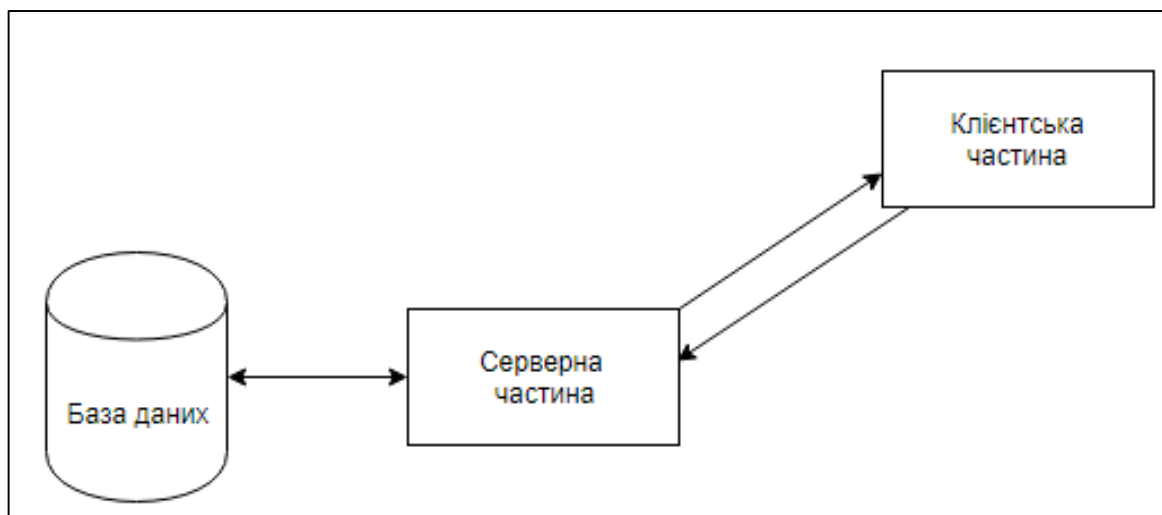 Клієнтська
частина
Серверна
частина
База даних